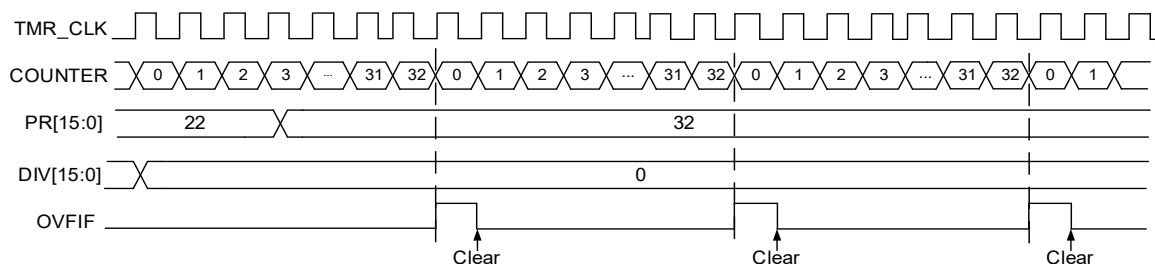 TMR_CLK
COUNTER 0 1 2 3 ... 31 32 0 1 2 3 ... 31 32 0 1 2 3 ... 31 32 0 1
PR[15:0] 22 32
DIV[15:0] 0
OVFIF
Clear Clear Clear